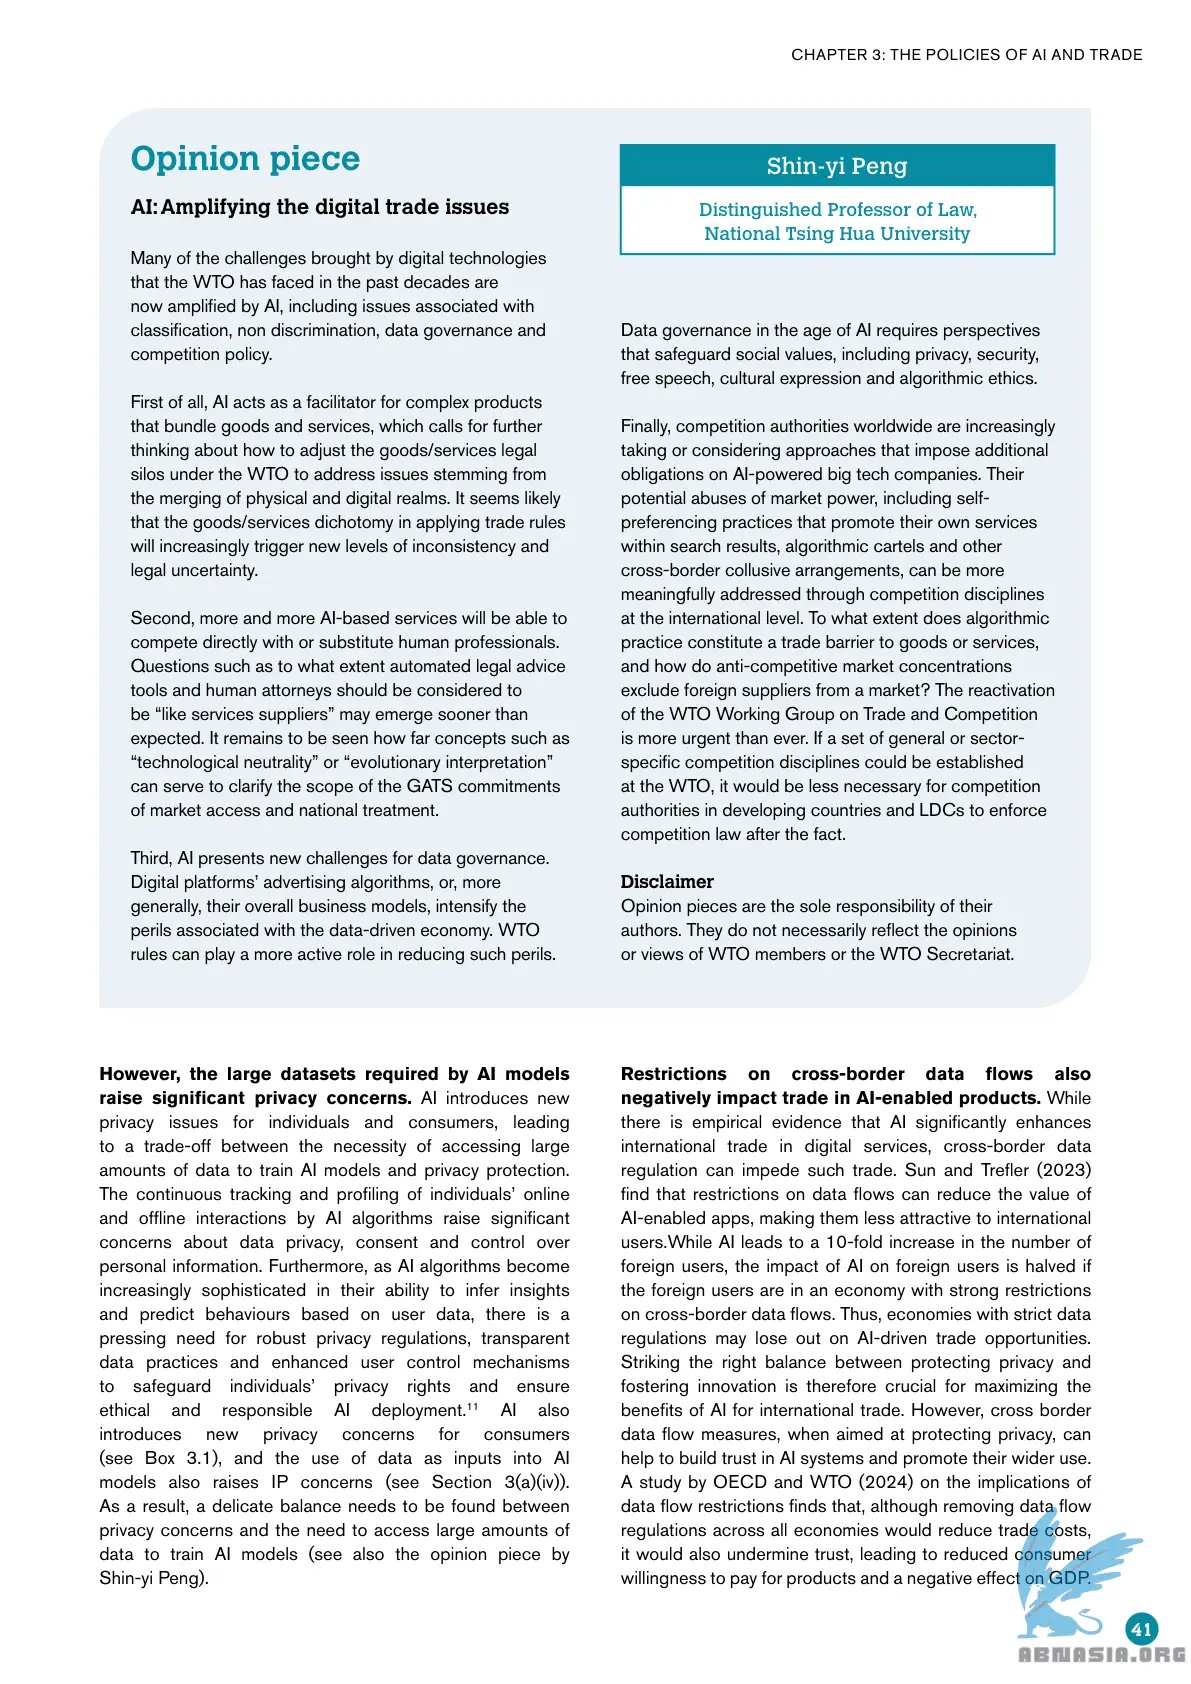 CHAPTER 3: THE POLICIES OF AI AND TRADE
Opinion piece
AI: Amplifying the digital trade issues
Many of the challenges brought by digital technologies
that the WTO has faced in the past decades are
now amplified by AI, including issues associated with
classification, non discrimination, data governance and
competition policy.
First of all, AI acts as a facilitator for complex products
that bundle goods and services, which calls for further
thinking about how to adjust the goods/services legal
silos under the WTO to address issues stemming from
the merging of physical and digital realms. It seems likely
that the goods/services dichotomy in applying trade rules
will increasingly trigger new levels of inconsistency and
legal uncertainty.
Second, more and more AI-based services will be able to
compete directly with or substitute human professionals.
Questions such as to what extent automated legal advice
tools and human attorneys should be considered to
be “like services suppliers” may emerge sooner than
expected. It remains to be seen how far concepts such as
“technological neutrality” or “evolutionary interpretation”
can serve to clarify the scope of the GATS commitments
of market access and national treatment.
Third, AI presents new challenges for data governance.
Digital platforms’ advertising algorithms, or, more
generally, their overall business models, intensify the
perils associated with the data-driven economy. WTO
rules can play a more active role in reducing such perils.
Shin-yi Peng
Distinguished Professor of Law,
National Tsing Hua University
Data governance in the age of AI requires perspectives
that safeguard social values, including privacy, security,
free speech, cultural expression and algorithmic ethics.
Finally, competition authorities worldwide are increasingly
taking or considering approaches that impose additional
obligations on AI-powered big tech companies. Their
potential abuses of market power, including self-
preferencing practices that promote their own services
within search results, algorithmic cartels and other
cross-border collusive arrangements, can be more
meaningfully addressed through competition disciplines
at the international level. To what extent does algorithmic
practice constitute a trade barrier to goods or services,
and how do anti-competitive market concentrations
exclude foreign suppliers from a market? The reactivation
of the WTO Working Group on Trade and Competition
is more urgent than ever. If a set of general or sector-
specific competition disciplines could be established
at the WTO, it would be less necessary for competition
authorities in developing countries and LDCs to enforce
competition law after the fact.
Disclaimer
Opinion pieces are the sole responsibility of their
authors. They do not necessarily reflect the opinions
or views of WTO members or the WTO Secretariat.
However, the large datasets required by AI models
raise significant privacy concerns. AI introduces new
privacy issues for individuals and consumers, leading
to a trade-off between the necessity of accessing large
amounts of data to train AI models and privacy protection.
The continuous tracking and profiling of individuals’ online
and offline interactions by AI algorithms raise significant
concerns about data privacy, consent and control over
personal information. Furthermore, as AI algorithms become
increasingly sophisticated in their ability to infer insights
and predict behaviours based on user data, there is a
pressing need for robust privacy regulations, transparent
data practices and enhanced user control mechanisms
to safeguard individuals’ privacy rights and ensure
ethical and responsible AI deployment.¹¹ AI also
introduces new privacy concerns for consumers
(see Box 3.1), and the use of data as inputs into AI
models also raises IP concerns (see Section 3(a)(iv)).
As a result, a delicate balance needs to be found between
privacy concerns and the need to access large amounts of
data to train AI models (see also the opinion piece by
Shin-yi Peng).
Restrictions on cross-border data flows also
negatively impact trade in AI-enabled products. While
there is empirical evidence that AI significantly enhances
international trade in digital services, cross-border data
regulation can impede such trade. Sun and Trefler (2023)
find that restrictions on data flows can reduce the value of
AI-enabled apps, making them less attractive to international
users.While AI leads to a 10-fold increase in the number of
foreign users, the impact of AI on foreign users is halved if
the foreign users are in an economy with strong restrictions
on cross-border data flows. Thus, economies with strict data
regulations may lose out on AI-driven trade opportunities.
Striking the right balance between protecting privacy and
fostering innovation is therefore crucial for maximizing the
benefits of AI for international trade. However, cross border
data flow measures, when aimed at protecting privacy, can
help to build trust in AI systems and promote their wider use.
A study by OECD and WTO (2024) on the implications of
data flow restrictions finds that, although removing data flow
regulations across all economies would reduce trade costs,
it would also undermine trust, leading to reduced consumer
willingness to pay for products and a negative effect on GDP.
41
ABNASIA.ORG